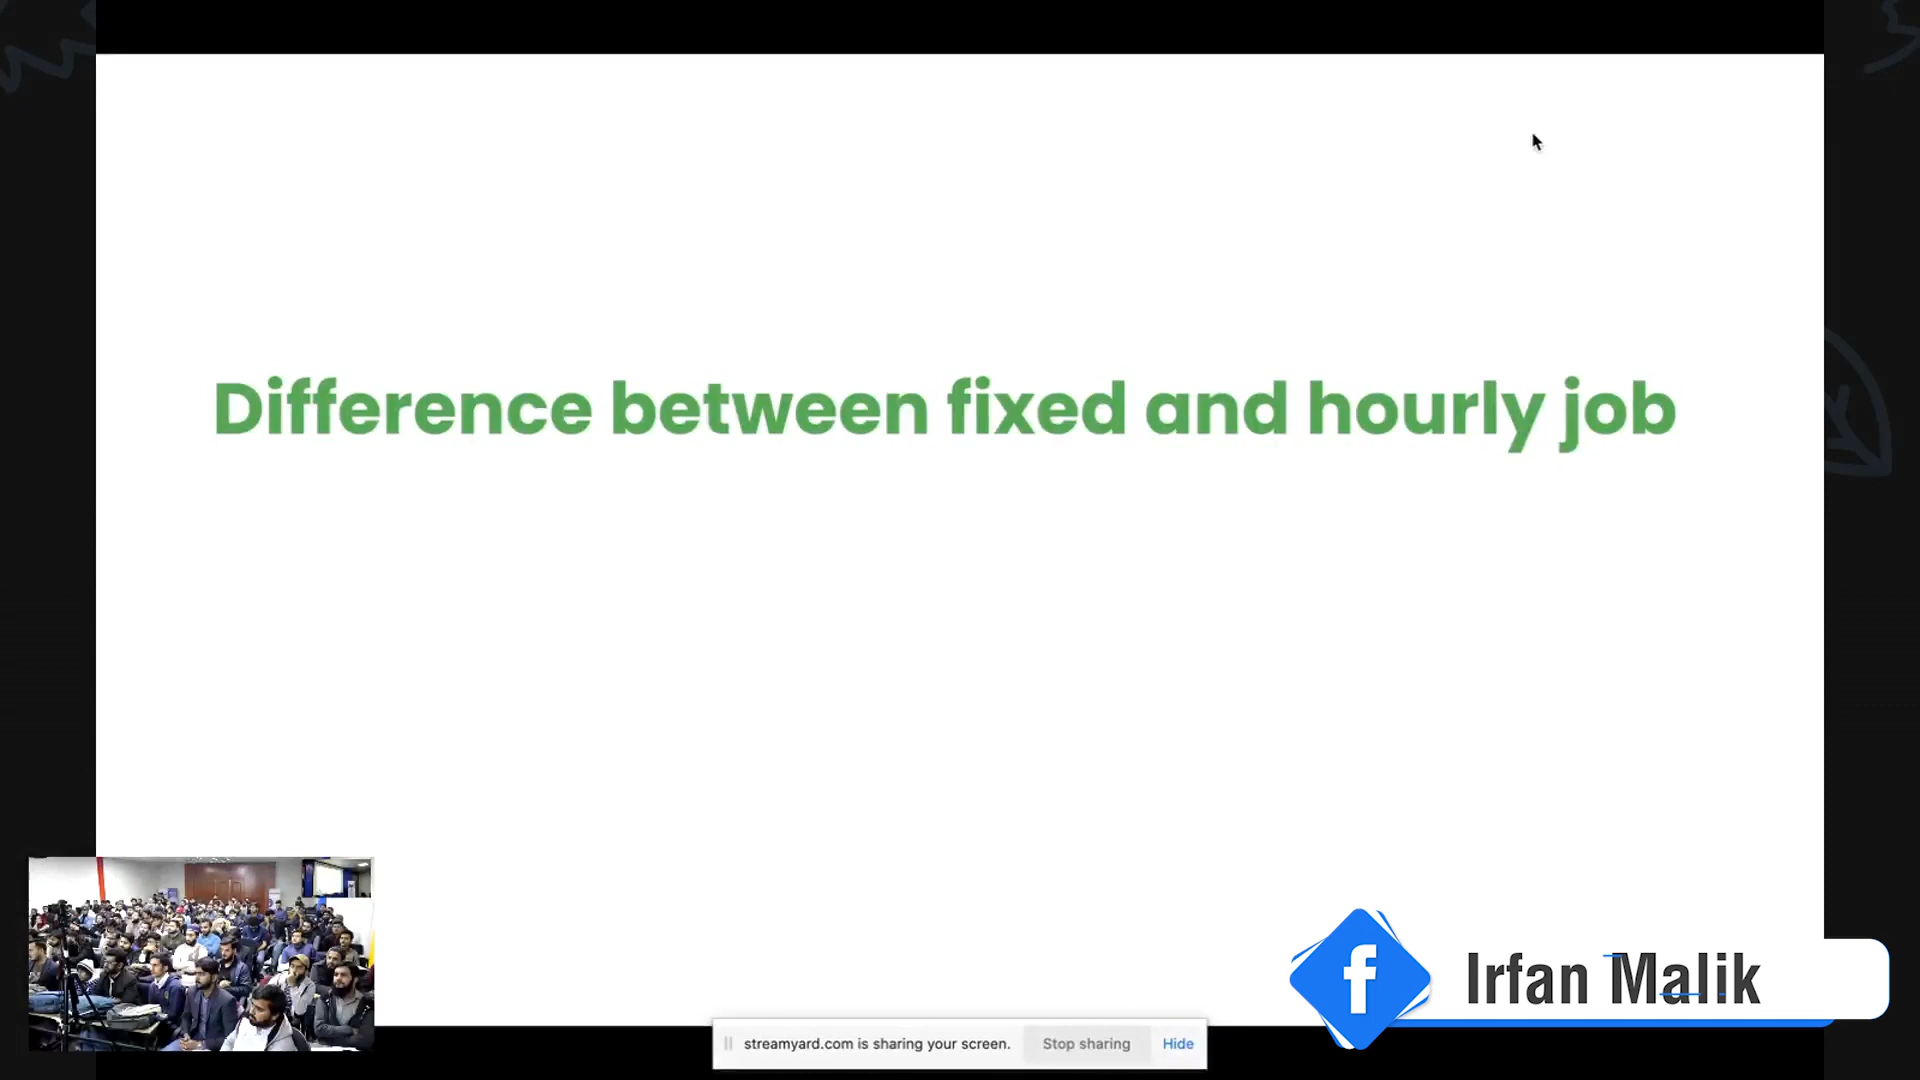 Difference between fixed and hourly job
Irfan Malik
streamyard.com is sharing your screen. Stop sharing Hide